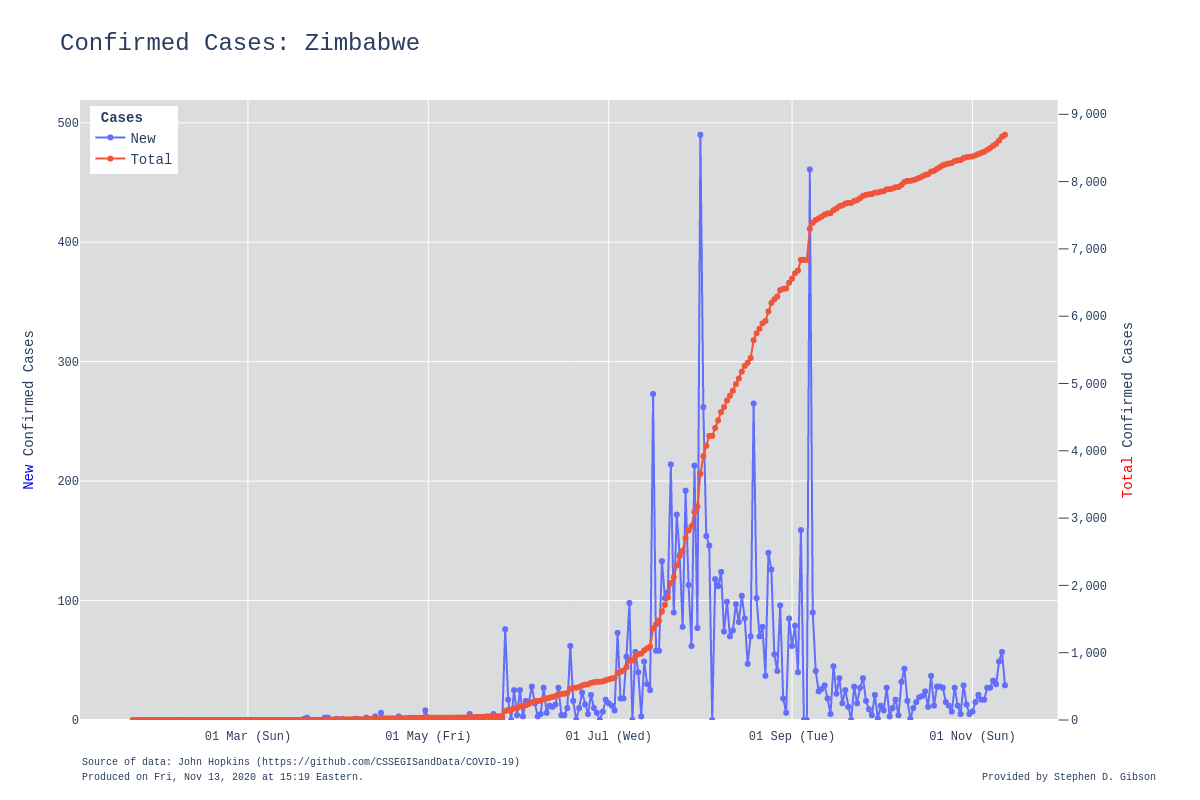 Confirmed Cases: Zimbabwe
Cases
New
Total
500
400
300
200
100
0
New Confirmed Cases
9,000
8,000
7,000
6,000
5,000
4,000
3,000
2,000
1,000
0
Total Confirmed Cases
01 Mar (Sun)
01 May (Fri)
01 Jul (Wed)
01 Sep (Tue)
01 Nov (Sun)
Source of data: John Hopkins (https://github.com/CSSEGISandData/COVID-19)
Produced on Fri, Nov 13, 2020 at 15:19 Eastern.
Provided by Stephen D. Gibson